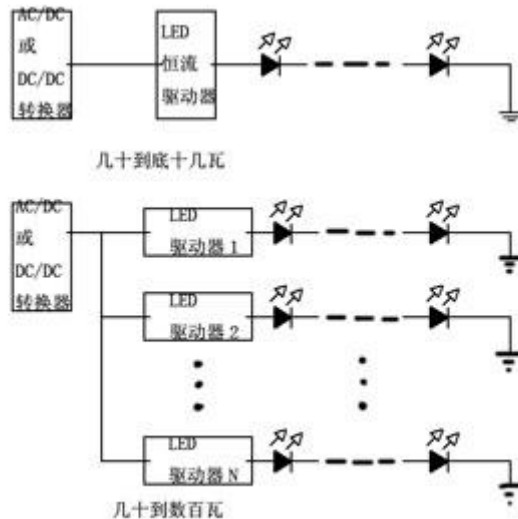 AC/DC
或
DC/DC
转换器
LED
恒流
驱动器
几十到底十几瓦
AC/DC
或
DC/DC
转换器
LED
驱动器1
LED
驱动器2
LED
驱动器N
几十到数百瓦